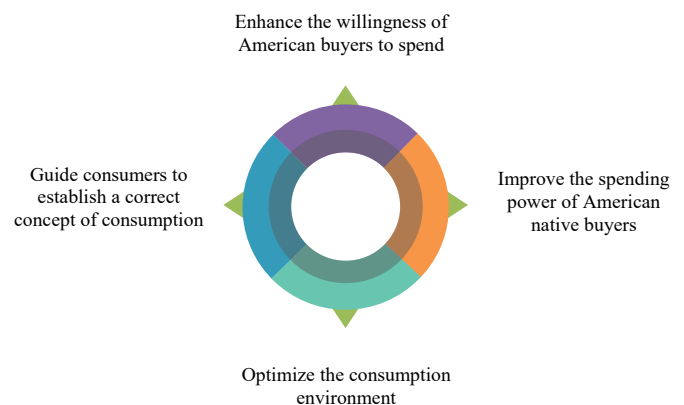 Enhance the willingness of
American buyers to spend
Guide consumers to
establish a correct
concept of consumption
Improve the spending
power of American
native buyers
Optimize the consumption
environment